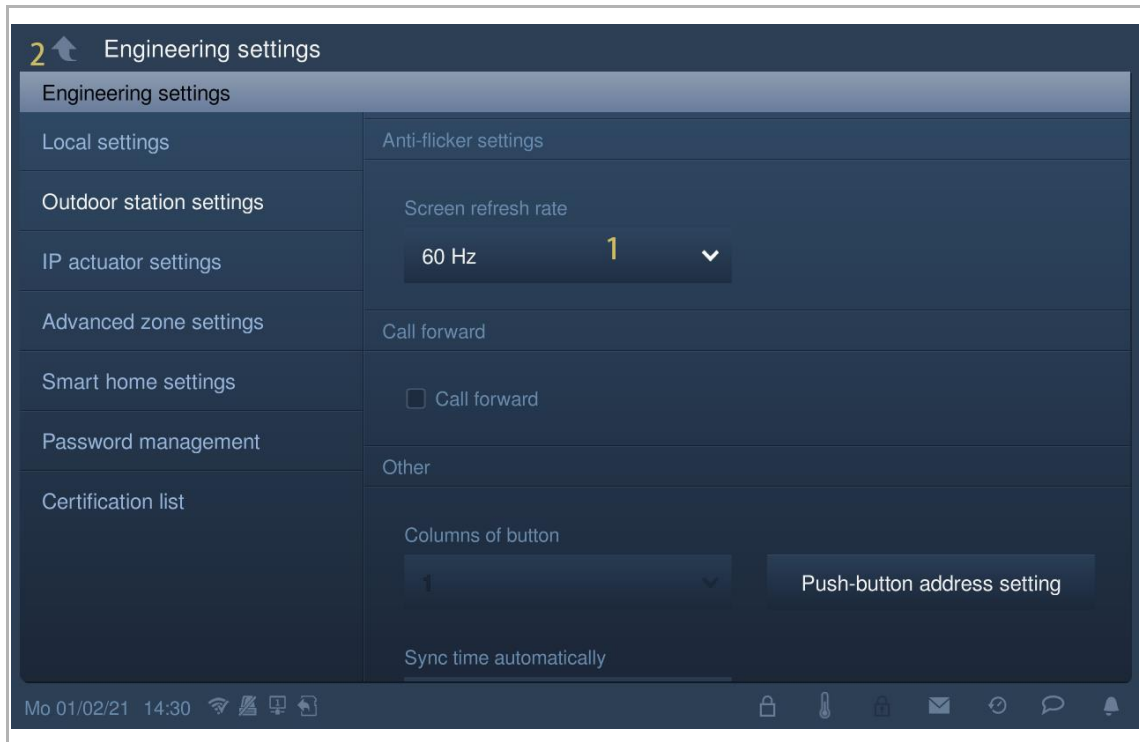 2 Engineering settings
Engineering settings
Local settings
Outdoor station settings
IP actuator settings
Advanced zone settings
Smart home settings
Password management
Certification list
Anti-flicker settings
Screen refresh rate
60 Hz 1
Call forward
Call forward
Other
Columns of button
1
Push-button address setting
Sync time automatically
Mo 01/02/21 14:30